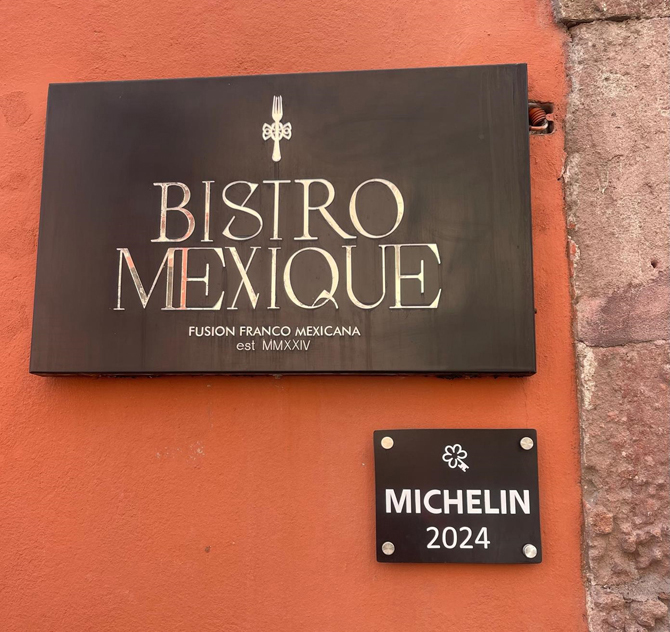 BISTRO
MEXIQUE
FUSION FRANCO MEXICANA
est MMXXIV
MICHELIN
2024